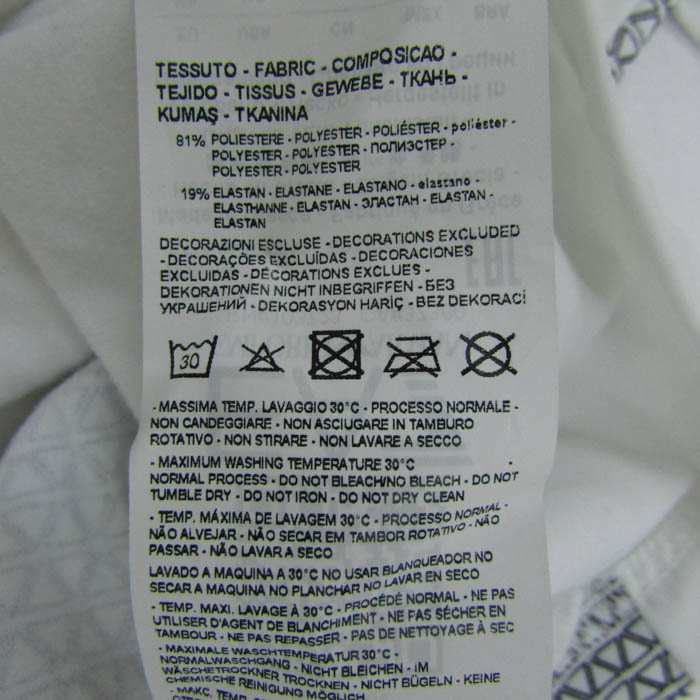 TESSUTO - FABRIC - COMPOSICAO -
TEJIDO - TISSUS - GEWEBE - ТКАНЬ -
KUMAŞ - TKANINA
81% POLIESTERE - POLYESTER - POLIÉSTER - poliéster -
POLYESTER - POLYESTER - ПОЛИЭСТЕР -
POLYESTER - POLYESTER
19% ELASTAN - ELASTANE - ELASTANO - elastano -
ELASTHANNE - ELASTAN - ЭЛАСТАН - ELASTAN -
ELASTAN
DECORAZIONI ESCLUSE - DECORATIONS EXCLUDED
- DECORAÇÕES EXCLUÍDAS - DECORACIONES
EXCLUIDAS - DECORATIONS EXCLUES -
DEKORATIONEN NICHT INBEGRIFFEN - БЕЗ
УКРАШЕНИЙ - DEKORASYON HARİÇ - BEZ DEKORACJI
30
- MASSIMA TEMP. LAVAGGIO 30°C - PROCESSO NORMALE -
NON CANDEGGIARE - NON ASCIUGARE IN TAMBURO
ROTATIVO - NON STIRARE - NON LAVARE A SECCO
- MAXIMUM WASHING TEMPERATURE 30°C -
NORMAL PROCESS - DO NOT BLEACH/NO BLEACH - DO NOT
TUMBLE DRY - DO NOT IRON - DO NOT DRY CLEAN
- TEMP. MÁXIMA DE LAVAGEM 30°C - PROCESSO NORMAL -
NÃO ALVEJAR - NÃO SECAR EM TAMBOR ROTATIVO - NÃO
PASSAR - NÃO LAVAR A SECO
LAVADO A MAQUINA A 30°C NO USAR BLANQUEADOR NO
SECAR A MAQUINA NO PLANCHAR NO LAVAR EN SECO
- TEMP. MAXI. LAVAGE À 30°C - PROCÉDÉ NORMAL - NE PAS
UTILISER D'AGENT DE BLANCHIMENT - NE PAS SÉCHER EN
TAMBOUR - NE PAS REPASSER - PAS DE NETTOYAGE À SEC
- MAXIMALE WASCHTEMPERATUR 30°C -
NORMALWASCHGANG - NICHT BLEICHEN - IM
WÄSCHETROCKNER TROCKNEN - NICHT BÜGELN - KEINE
CHEMISCHE REINIGUNG MÖGLICH
- МАКС. ТЕМР.